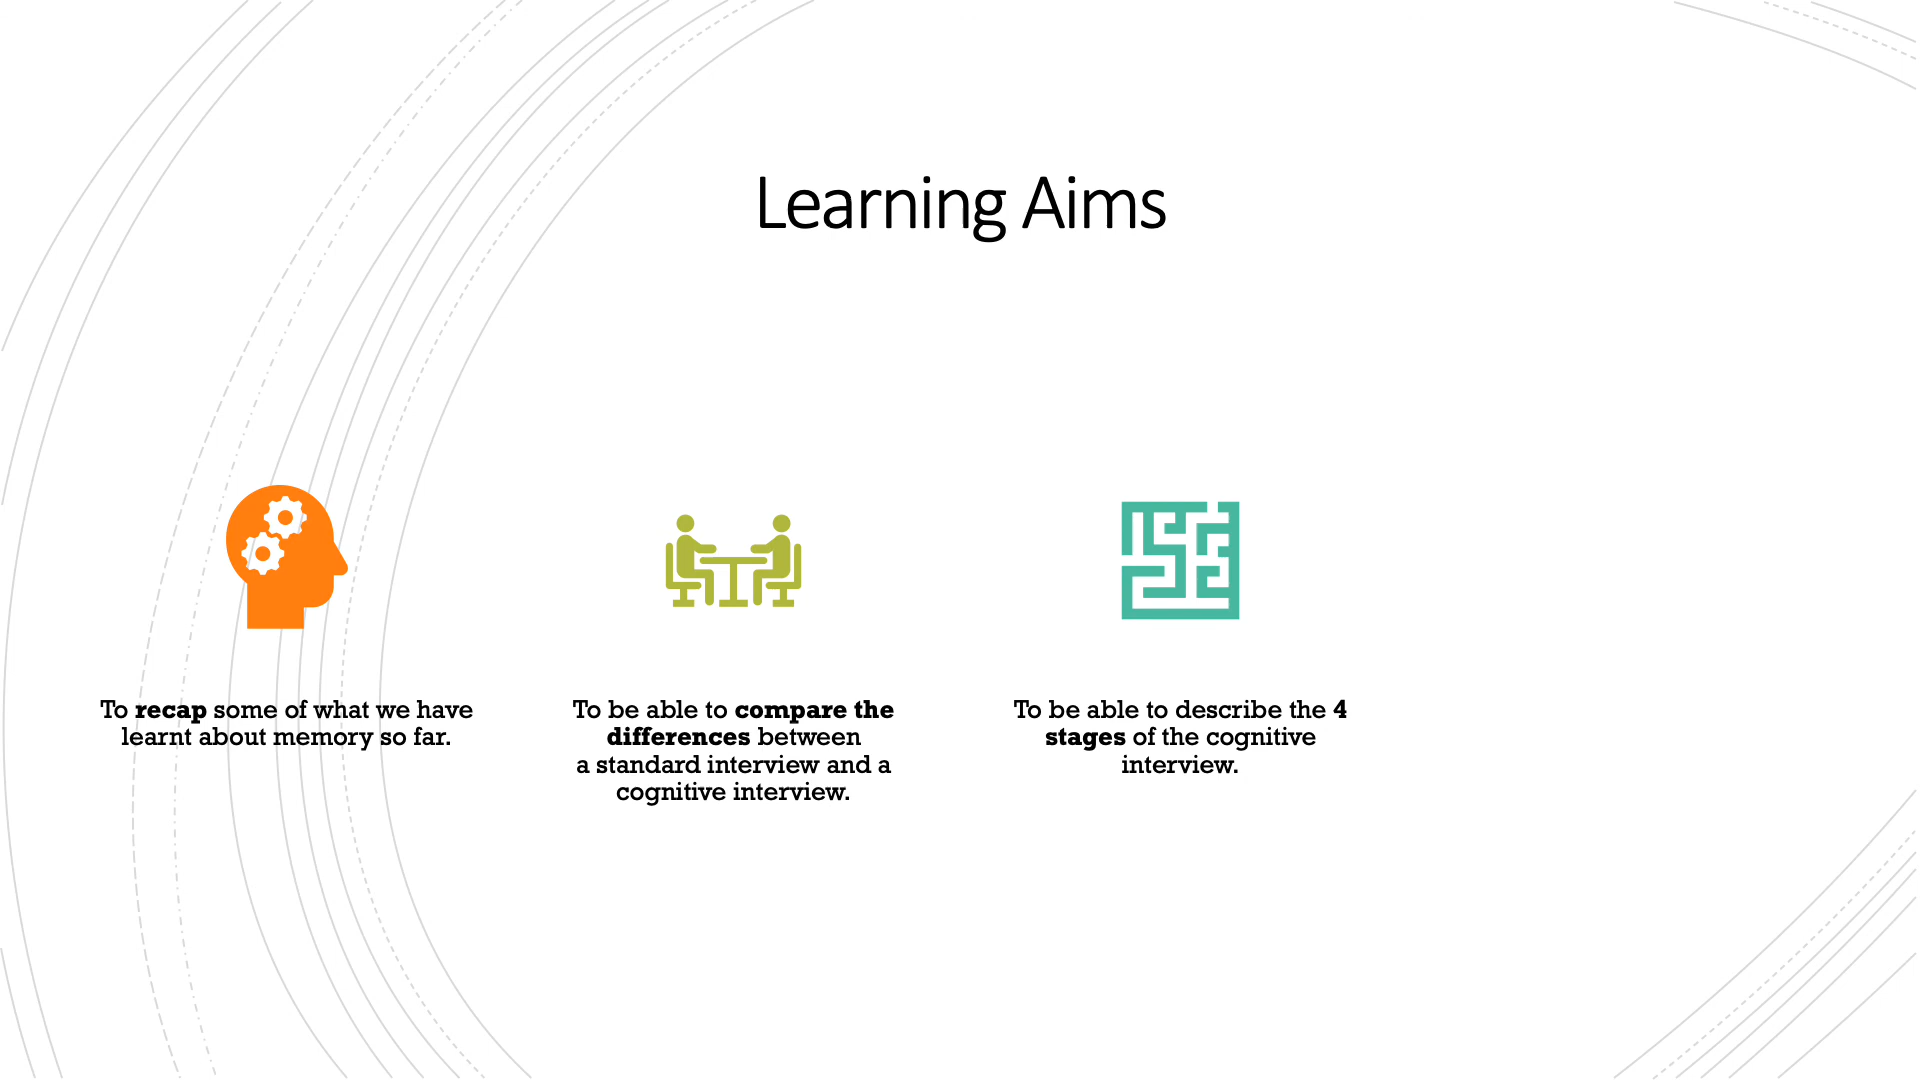 Learning Aims
To recap some of what we have
learnt about memory so far.
To be able to compare the
differences between
a standard interview and a
cognitive interview.
To be able to describe the 4
stages of the cognitive
interview.